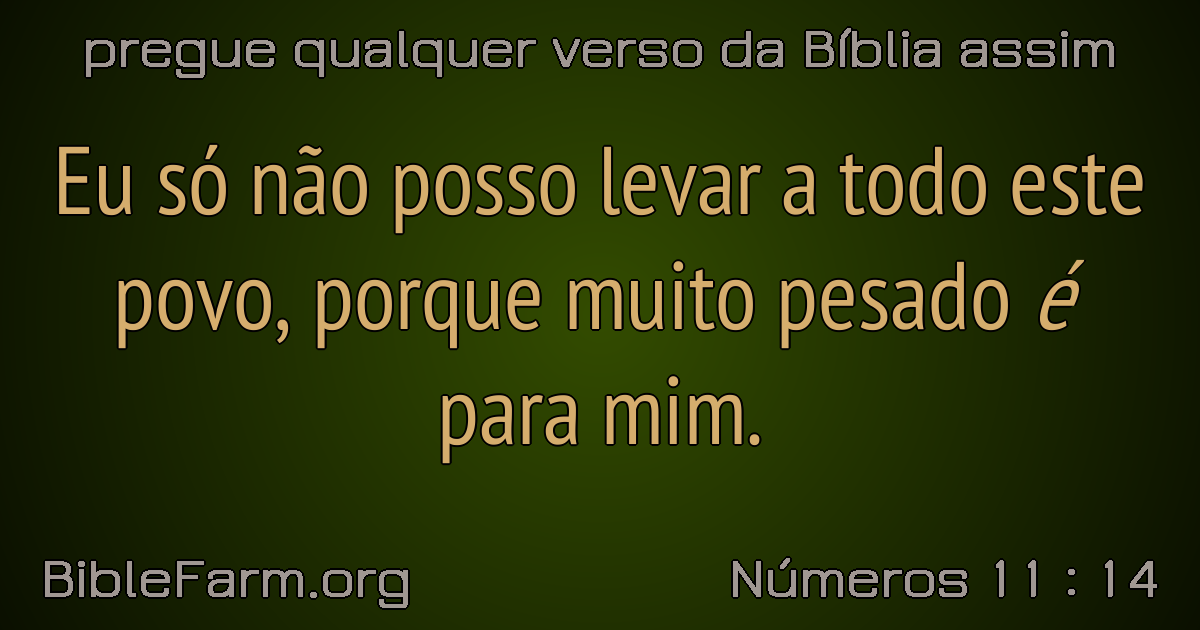 pregue qualquer verso da Bíblia assim
Eu só não posso levar a todo este
povo, porque muito pesado é
para mim.
BibleFarm.org
Números 11 : 14